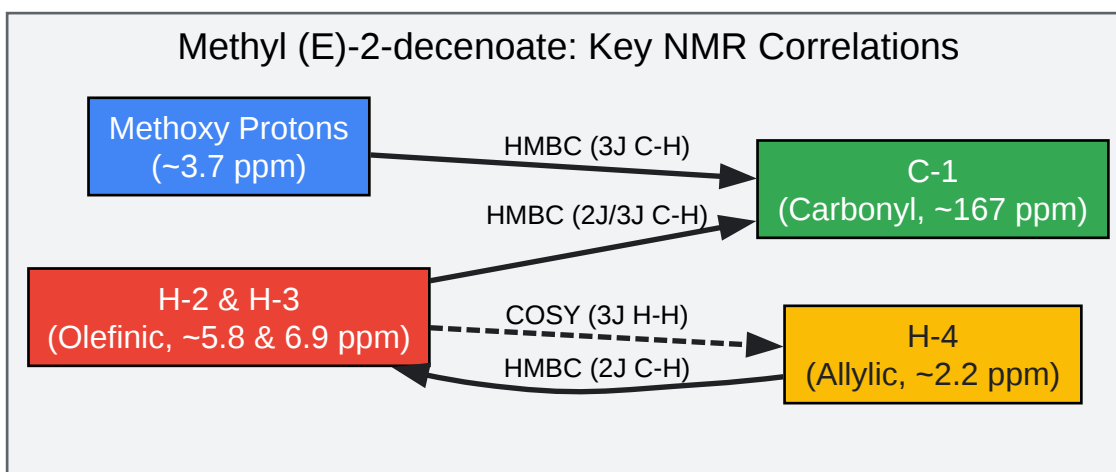 Methyl (E)-2-decenoate: Key NMR Correlations
Methoxy Protons
(~3.7 ppm)
HMBC (3J C-H)
C-1
(Carbonyl, ~167 ppm)
HMBC (2J/3J C-H)
H-2 & H-3
(Olefinic, ~5.8 & 6.9 ppm)
COSY (3J H-H)
H-4
(Allylic, ~2.2 ppm)
HMBC (2J C-H)